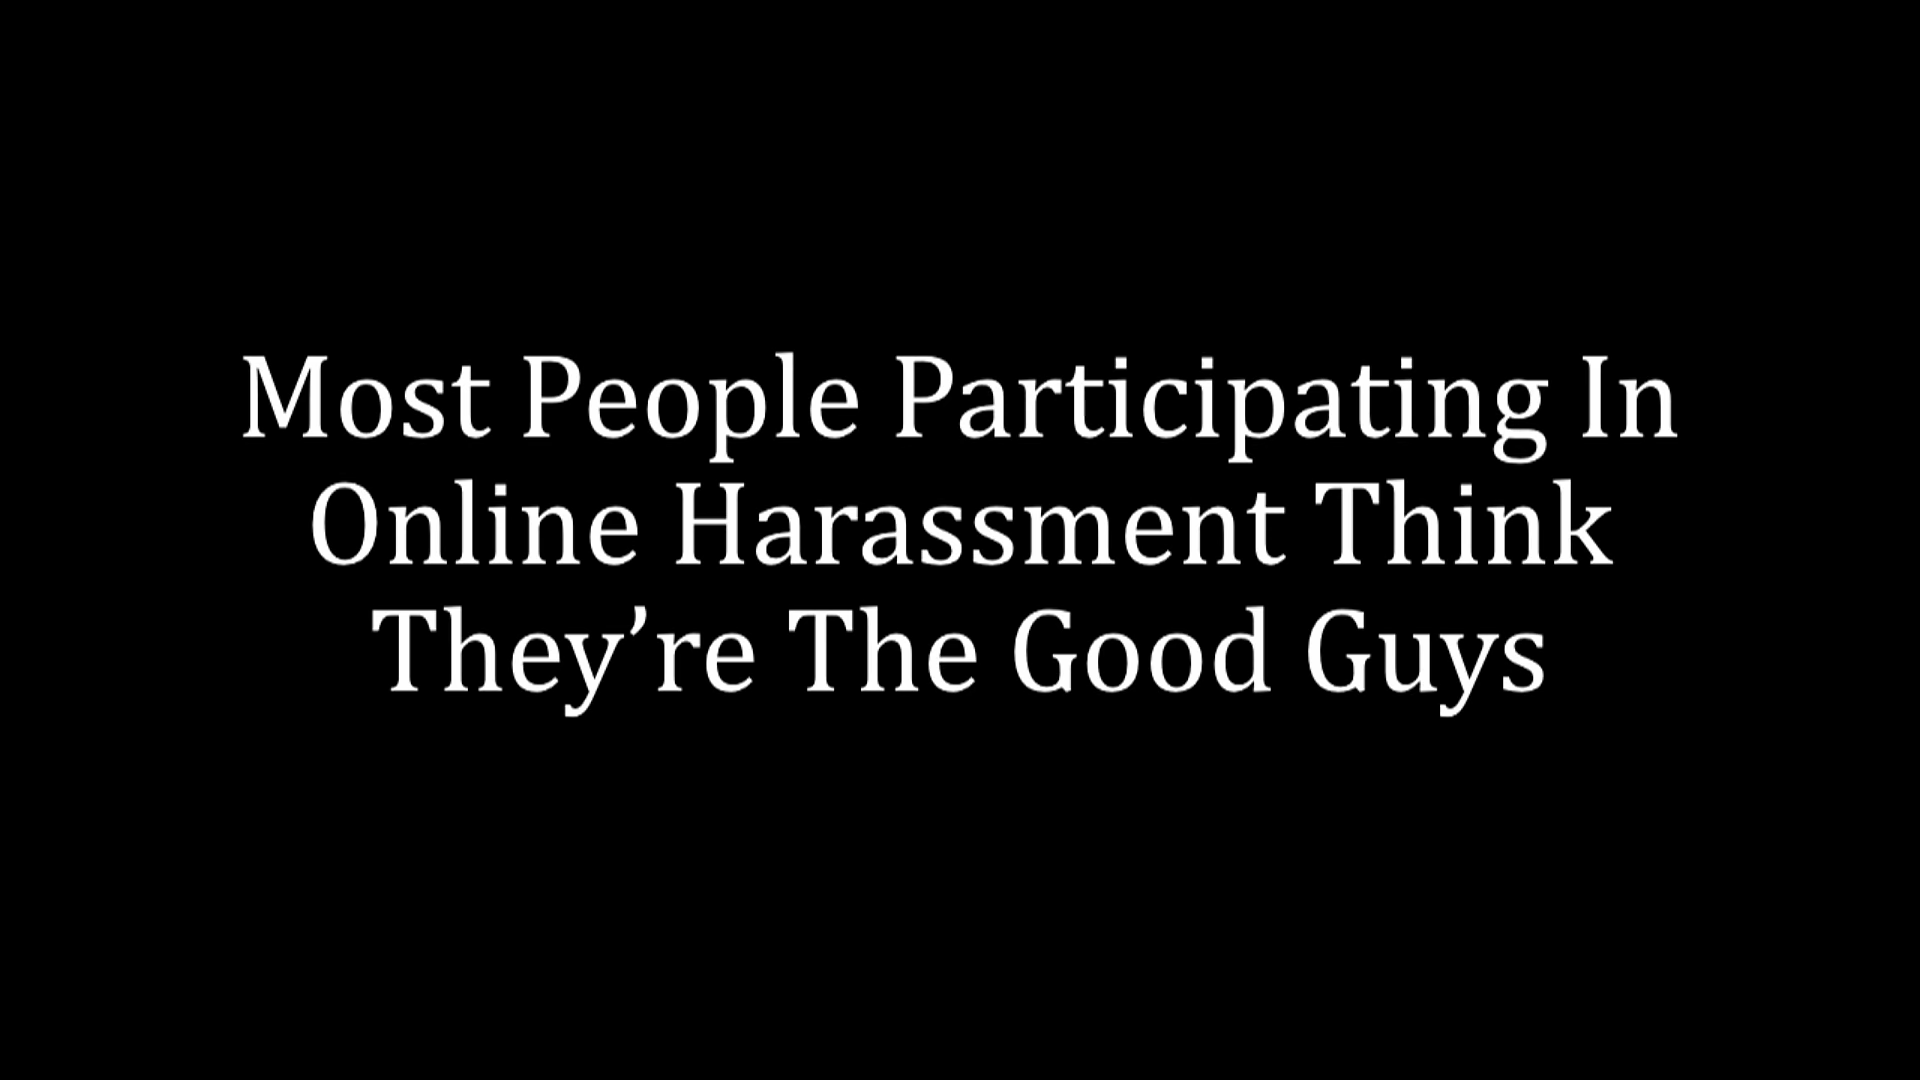 Most People Participating In
Online Harassment Think
They’re The Good Guys